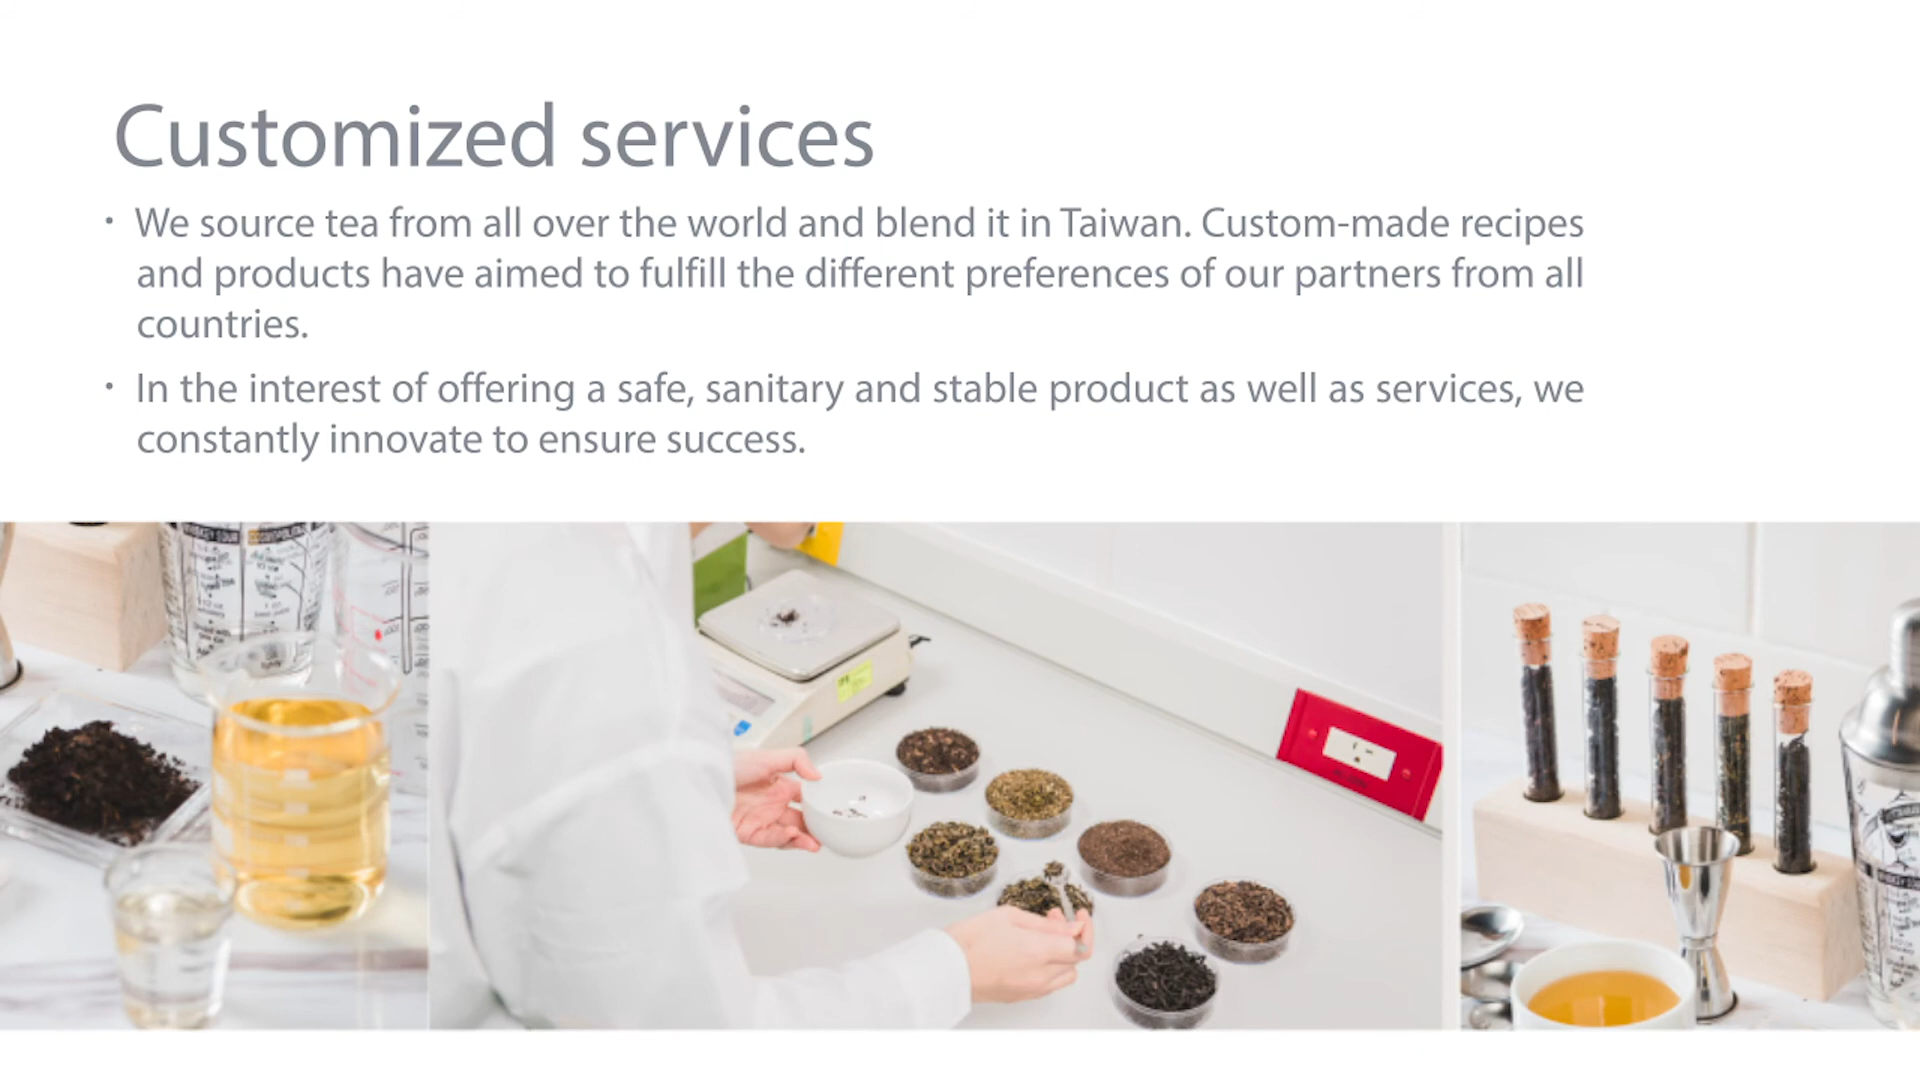 Customized services
• We source tea from all over the world and blend it in Taiwan. Custom-made recipes
and products have aimed to fulfill the different preferences of our partners from all
countries.
• In the interest of offering a safe, sanitary and stable product as well as services, we
constantly innovate to ensure success.